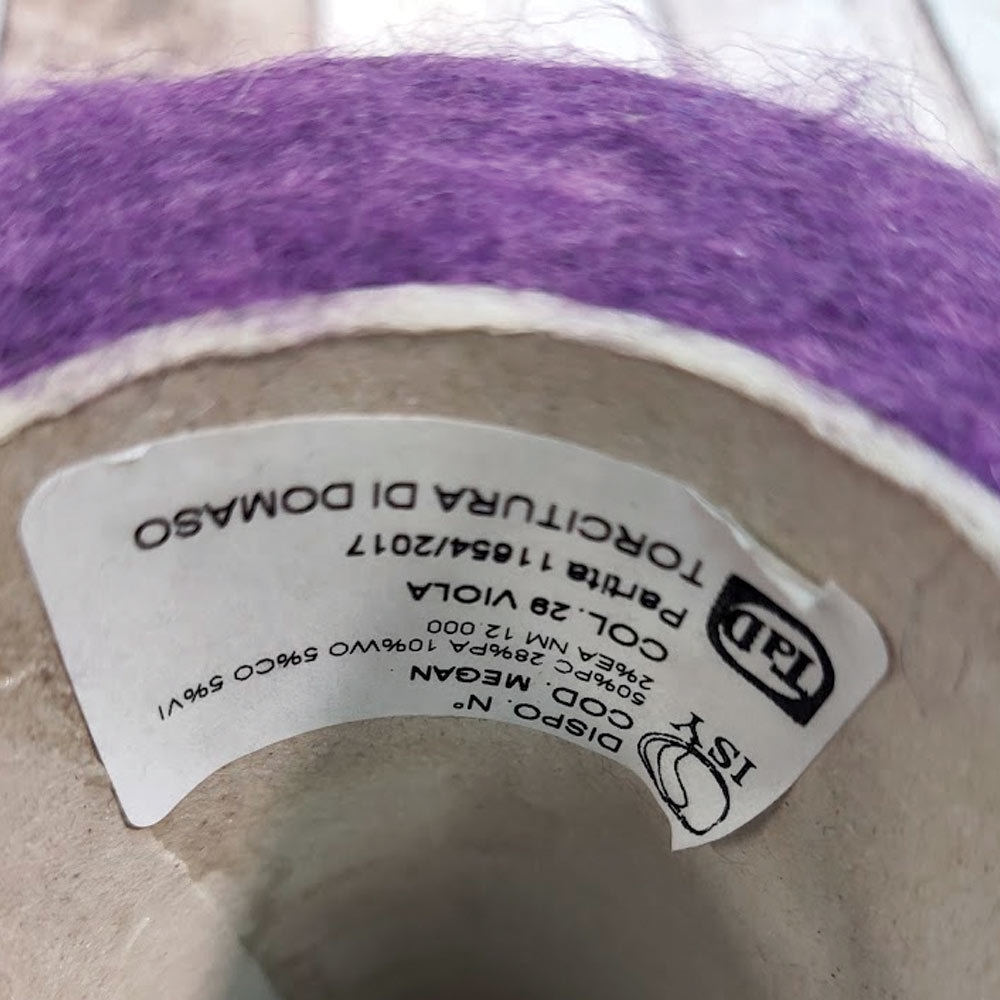 TORCITURA DI DOMASO
Partita 11654/2017
COL. 29 VIOLA
2%EA NM 12.000
50%PC 28%PA 10%WO 5%CO 5%VI
COD. MEGAN
DISPO. N°
TaD
ISY